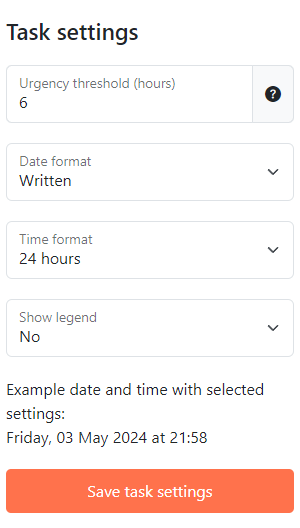 Task settings
Urgency threshold (hours)
6
?
Date format
Written
Time format
24 hours
Show legend
No
Example date and time with selected
settings:
Friday, 03 May 2024 at 21:58
Save task settings